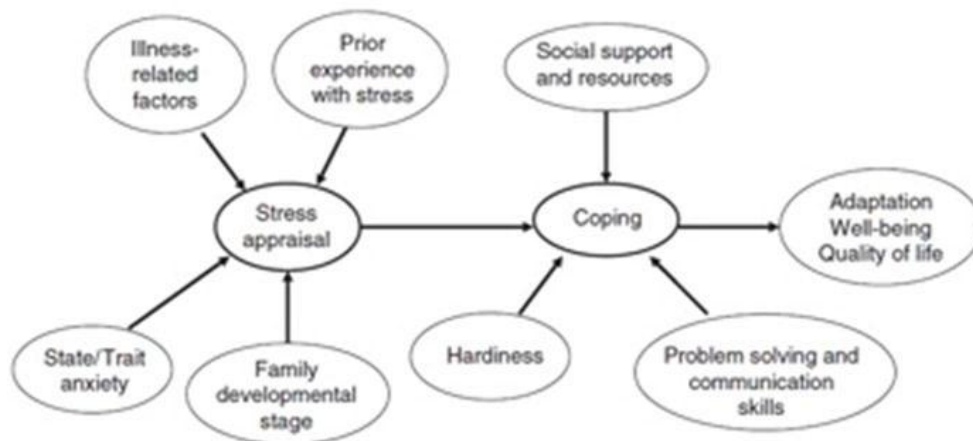 Illness-
related
factors
Prior
experience
with stress
Social support
and resources
Stress
appraisal
Coping
Adaptation
Well-being
Quality of life
State/Trait
anxiety
Family
developmental
stage
Hardiness
Problem solving and
communication
skills